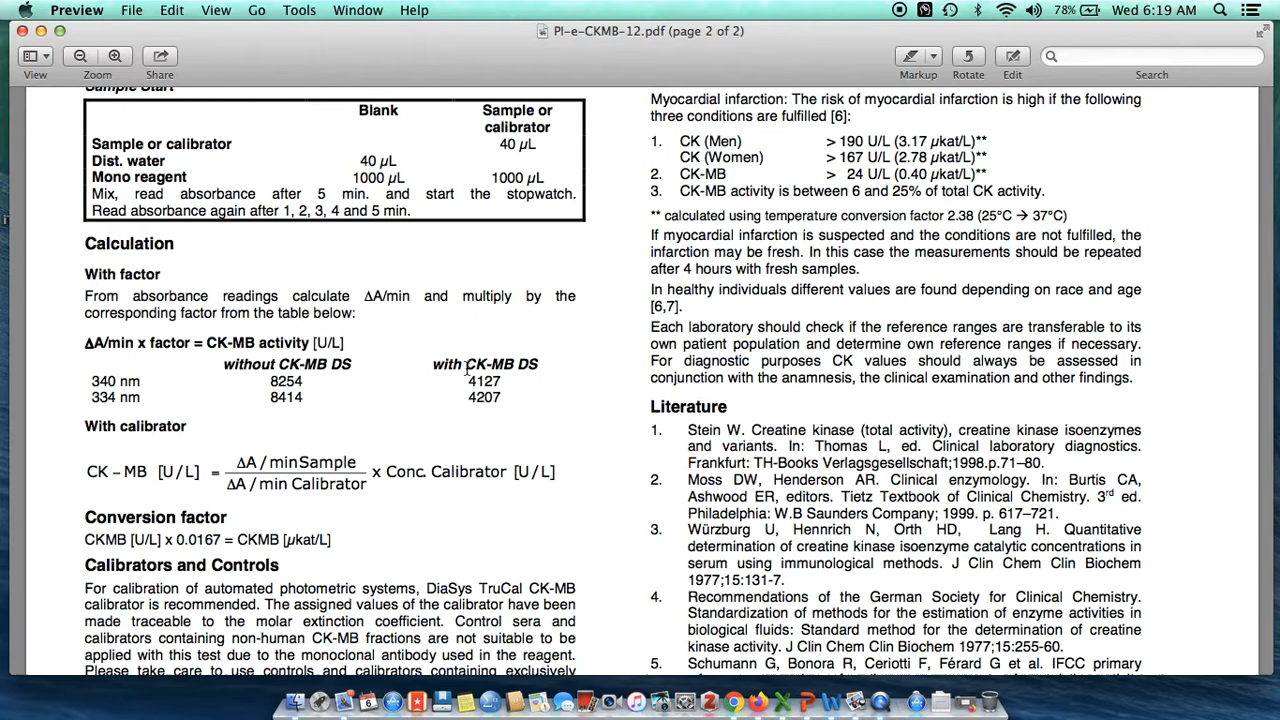 Preview File Edit View Go Tools Window Help 78% Wed 6:19 AM
PI-e-CKMB-12.pdf (page 2 of 2)
View Zoom Share Markup Rotate Edit Search
Sample Start
Blank Sample or
calibrator
Sample or calibrator 40 µL
Dist. water 40 µL
Mono reagent 1000 µL 1000 µL
Mix, read absorbance after 5 min. and start the stopwatch.
Read absorbance again after 1, 2, 3, 4 and 5 min.
Calculation
With factor
From absorbance readings calculate ΔA/min and multiply by the
corresponding factor from the table below:
ΔA/min x factor = CK-MB activity [U/L]
without CK-MB DS with CK-MB DS
340 nm 8254 4127
334 nm 8414 4207
With calibrator
CK – MB [U/L] = ΔA / min Sample / ΔA / min Calibrator x Conc. Calibrator [U/L]
Conversion factor
CKMB [U/L] x 0.0167 = CKMB [µkat/L]
Calibrators and Controls
For calibration of automated photometric systems, DiaSys TruCal CK-MB
calibrator is recommended. The assigned values of the calibrator have been
made traceable to the molar extinction coefficient. Control sera and
calibrators containing non-human CK-MB fractions are not suitable to be
applied with this test due to the monoclonal antibody used in the reagent.
Please take care to use controls and calibrators containing exclusively
Myocardial infarction: The risk of myocardial infarction is high if the following
three conditions are fulfilled [6]:
1. CK (Men) > 190 U/L (3.17 µkat/L)**
CK (Women) > 167 U/L (2.78 µkat/L)**
2. CK-MB > 24 U/L (0.40 µkat/L)**
3. CK-MB activity is between 6 and 25% of total CK activity.
** calculated using temperature conversion factor 2.38 (25°C → 37°C)
If myocardial infarction is suspected and the conditions are not fulfilled, the
infarction may be fresh. In this case the measurements should be repeated
after 4 hours with fresh samples.
In healthy individuals different values are found depending on race and age
[6,7].
Each laboratory should check if the reference ranges are transferable to its
own patient population and determine own reference ranges if necessary.
For diagnostic purposes CK values should always be assessed in
conjunction with the anamnesis, the clinical examination and other findings.
Literature
1. Stein W. Creatine kinase (total activity), creatine kinase isoenzymes
and variants. In: Thomas L, ed. Clinical laboratory diagnostics.
Frankfurt: TH-Books Verlagsgesellschaft;1998.p.71–80.
2. Moss DW, Henderson AR. Clinical enzymology. In: Burtis CA,
Ashwood ER, editors. Tietz Textbook of Clinical Chemistry. 3rd ed.
Philadelphia: W.B Saunders Company; 1999. p. 617–721.
3. Würzburg U, Hennrich N, Orth HD, Lang H. Quantitative
determination of creatine kinase isoenzyme catalytic concentrations in
serum using immunological methods. J Clin Chem Clin Biochem
1977;15:131-7.
4. Recommendations of the German Society for Clinical Chemistry.
Standardization of methods for the estimation of enzyme activities in
biological fluids: Standard method for the determination of creatine
kinase activity. J Clin Chem Clin Biochem 1977;15:255-60.
5. Schumann G, Bonora R, Ceriotti F, Férard G et al. IFCC primary